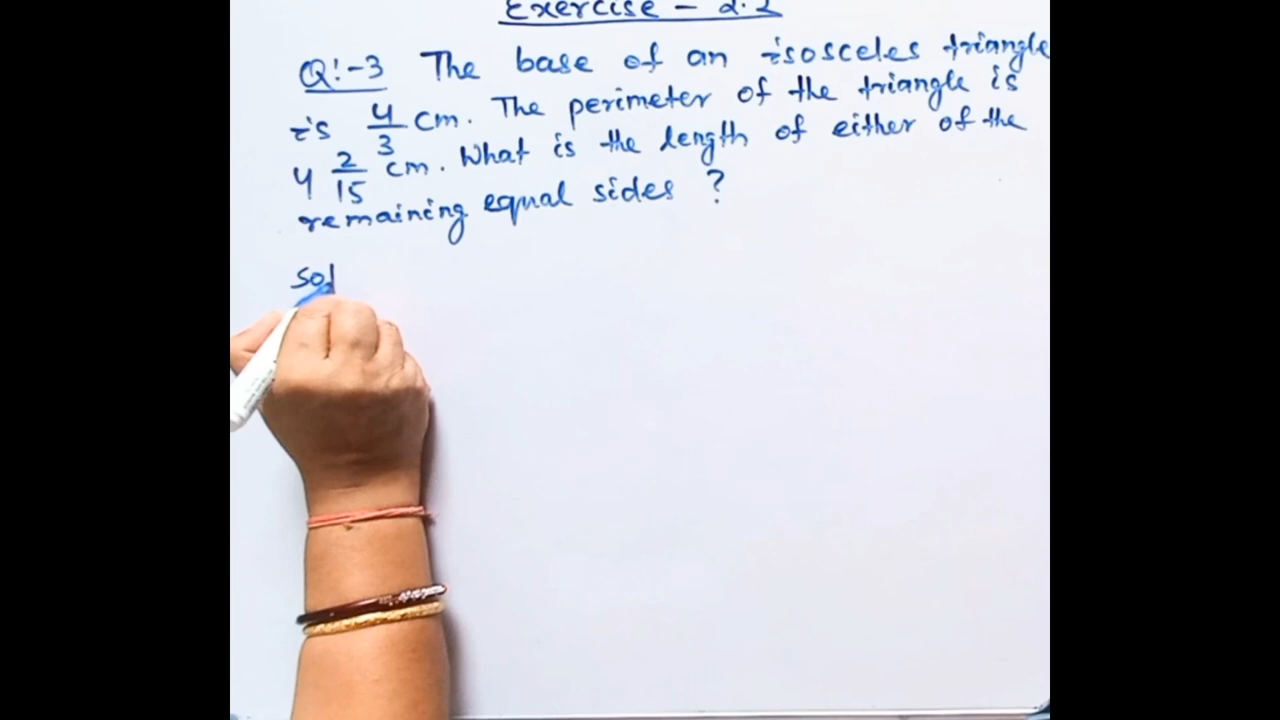 Exercise - 2.2
Q:-3 The base of an isosceles triangle
is 4/3 cm. The perimeter of the triangle is
4 2/15 cm. What is the length of either of the
remaining equal sides ?
Sol